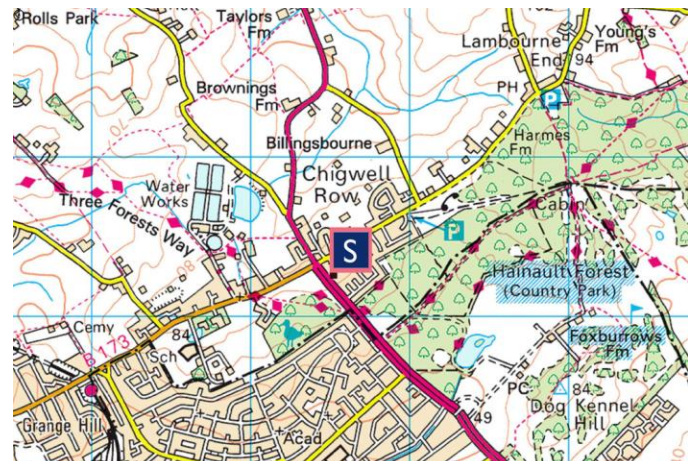 Rolls Park
Taylors
Fm
Lambourne
End
94
Young's
Fm
PH
P
Brownings
Fm
Harmes
Fm
Billingsbourne
Chigwell
Row
Water
Works
Three Forests Way
Cabin
P
S
Hainault Forest
(Country Park)
80
Cemy
84
B 173
Sch
Foxburrows
Fm
PC
84
Dog Kennel
Hill
49
Grange Hill
Acad